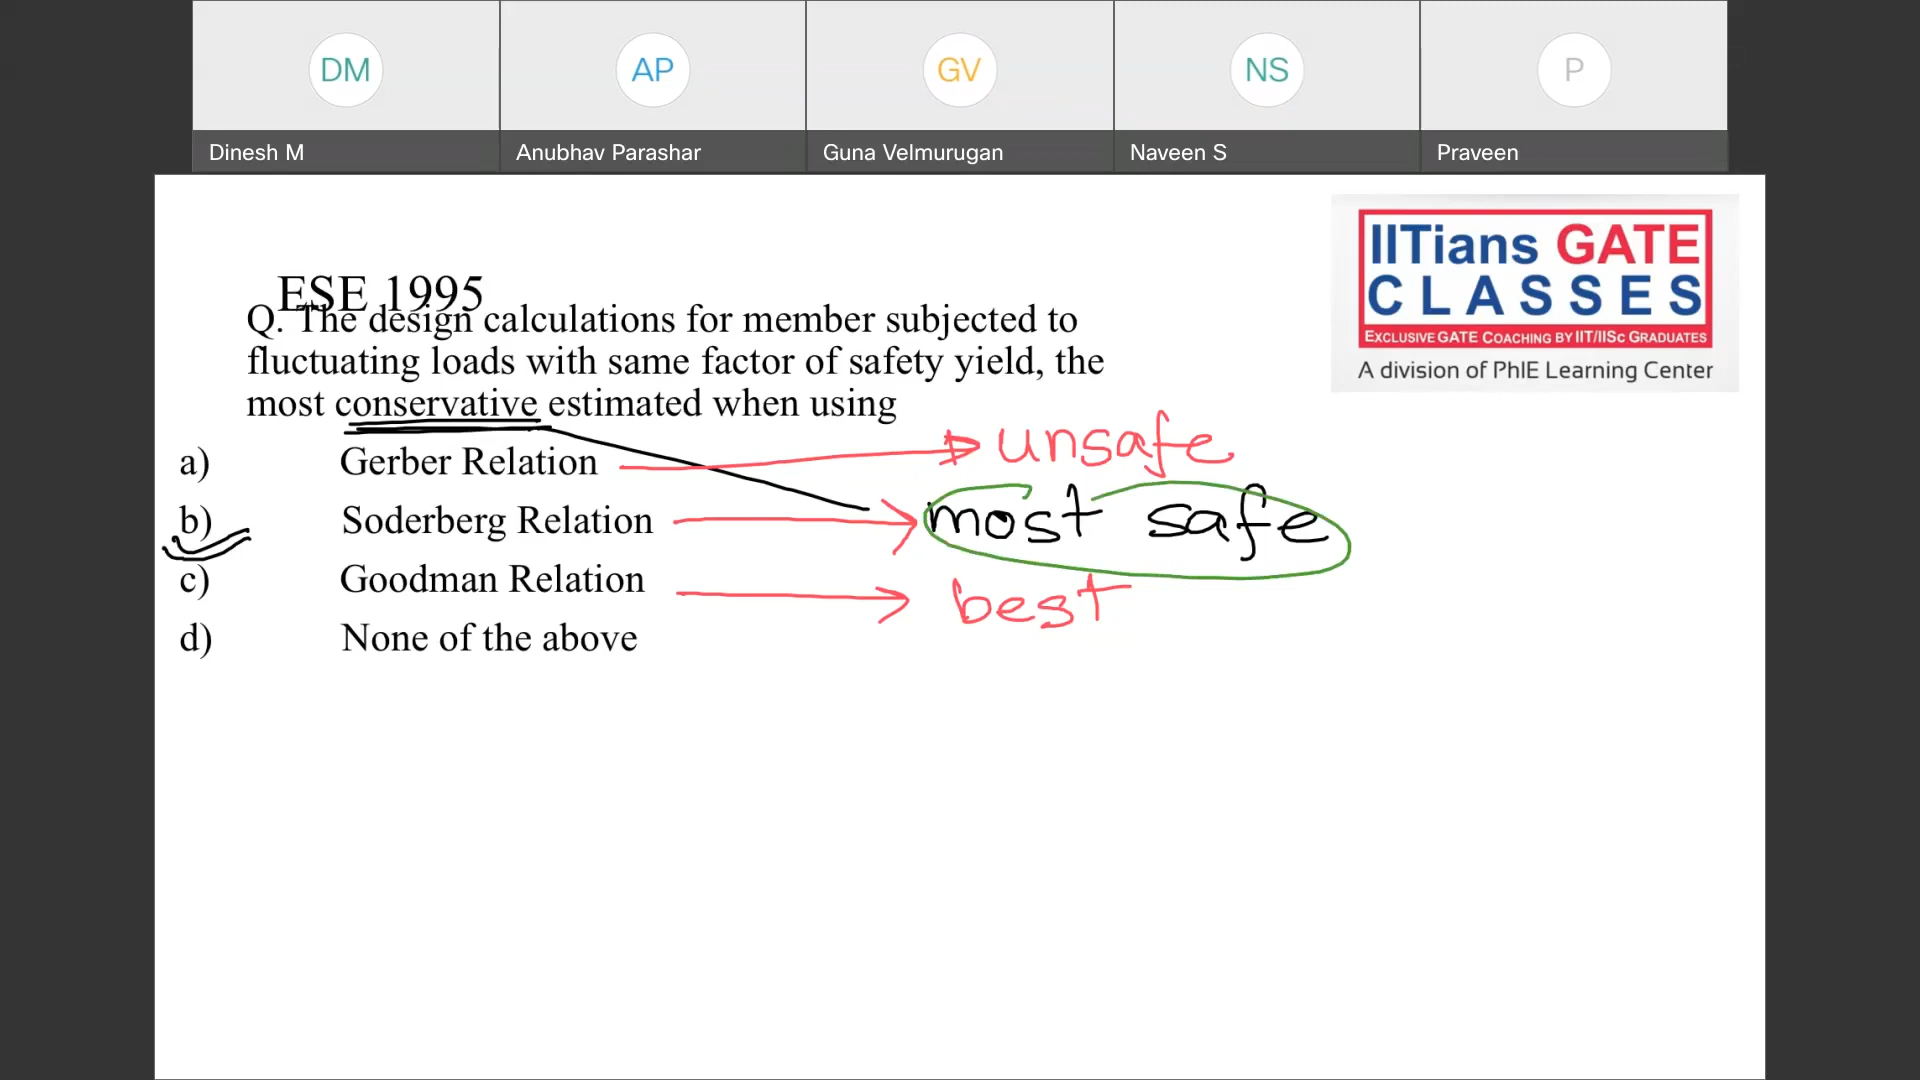 DM
AP
GV
NS
P
Dinesh M
Anubhav Parashar
Guna Velmurugan
Naveen S
Praveen
IITians GATE
CLASSES
EXCLUSIVE GATE COACHING BY IIT/IISC GRADUATES
A division of PhIE Learning Center
ESE 1995
Q. The design calculations for member subjected to
fluctuating loads with same factor of safety yield, the
most conservative estimated when using
a) Gerber Relation unsafe
b) Soderberg Relation most safe
c) Goodman Relation best
d) None of the above